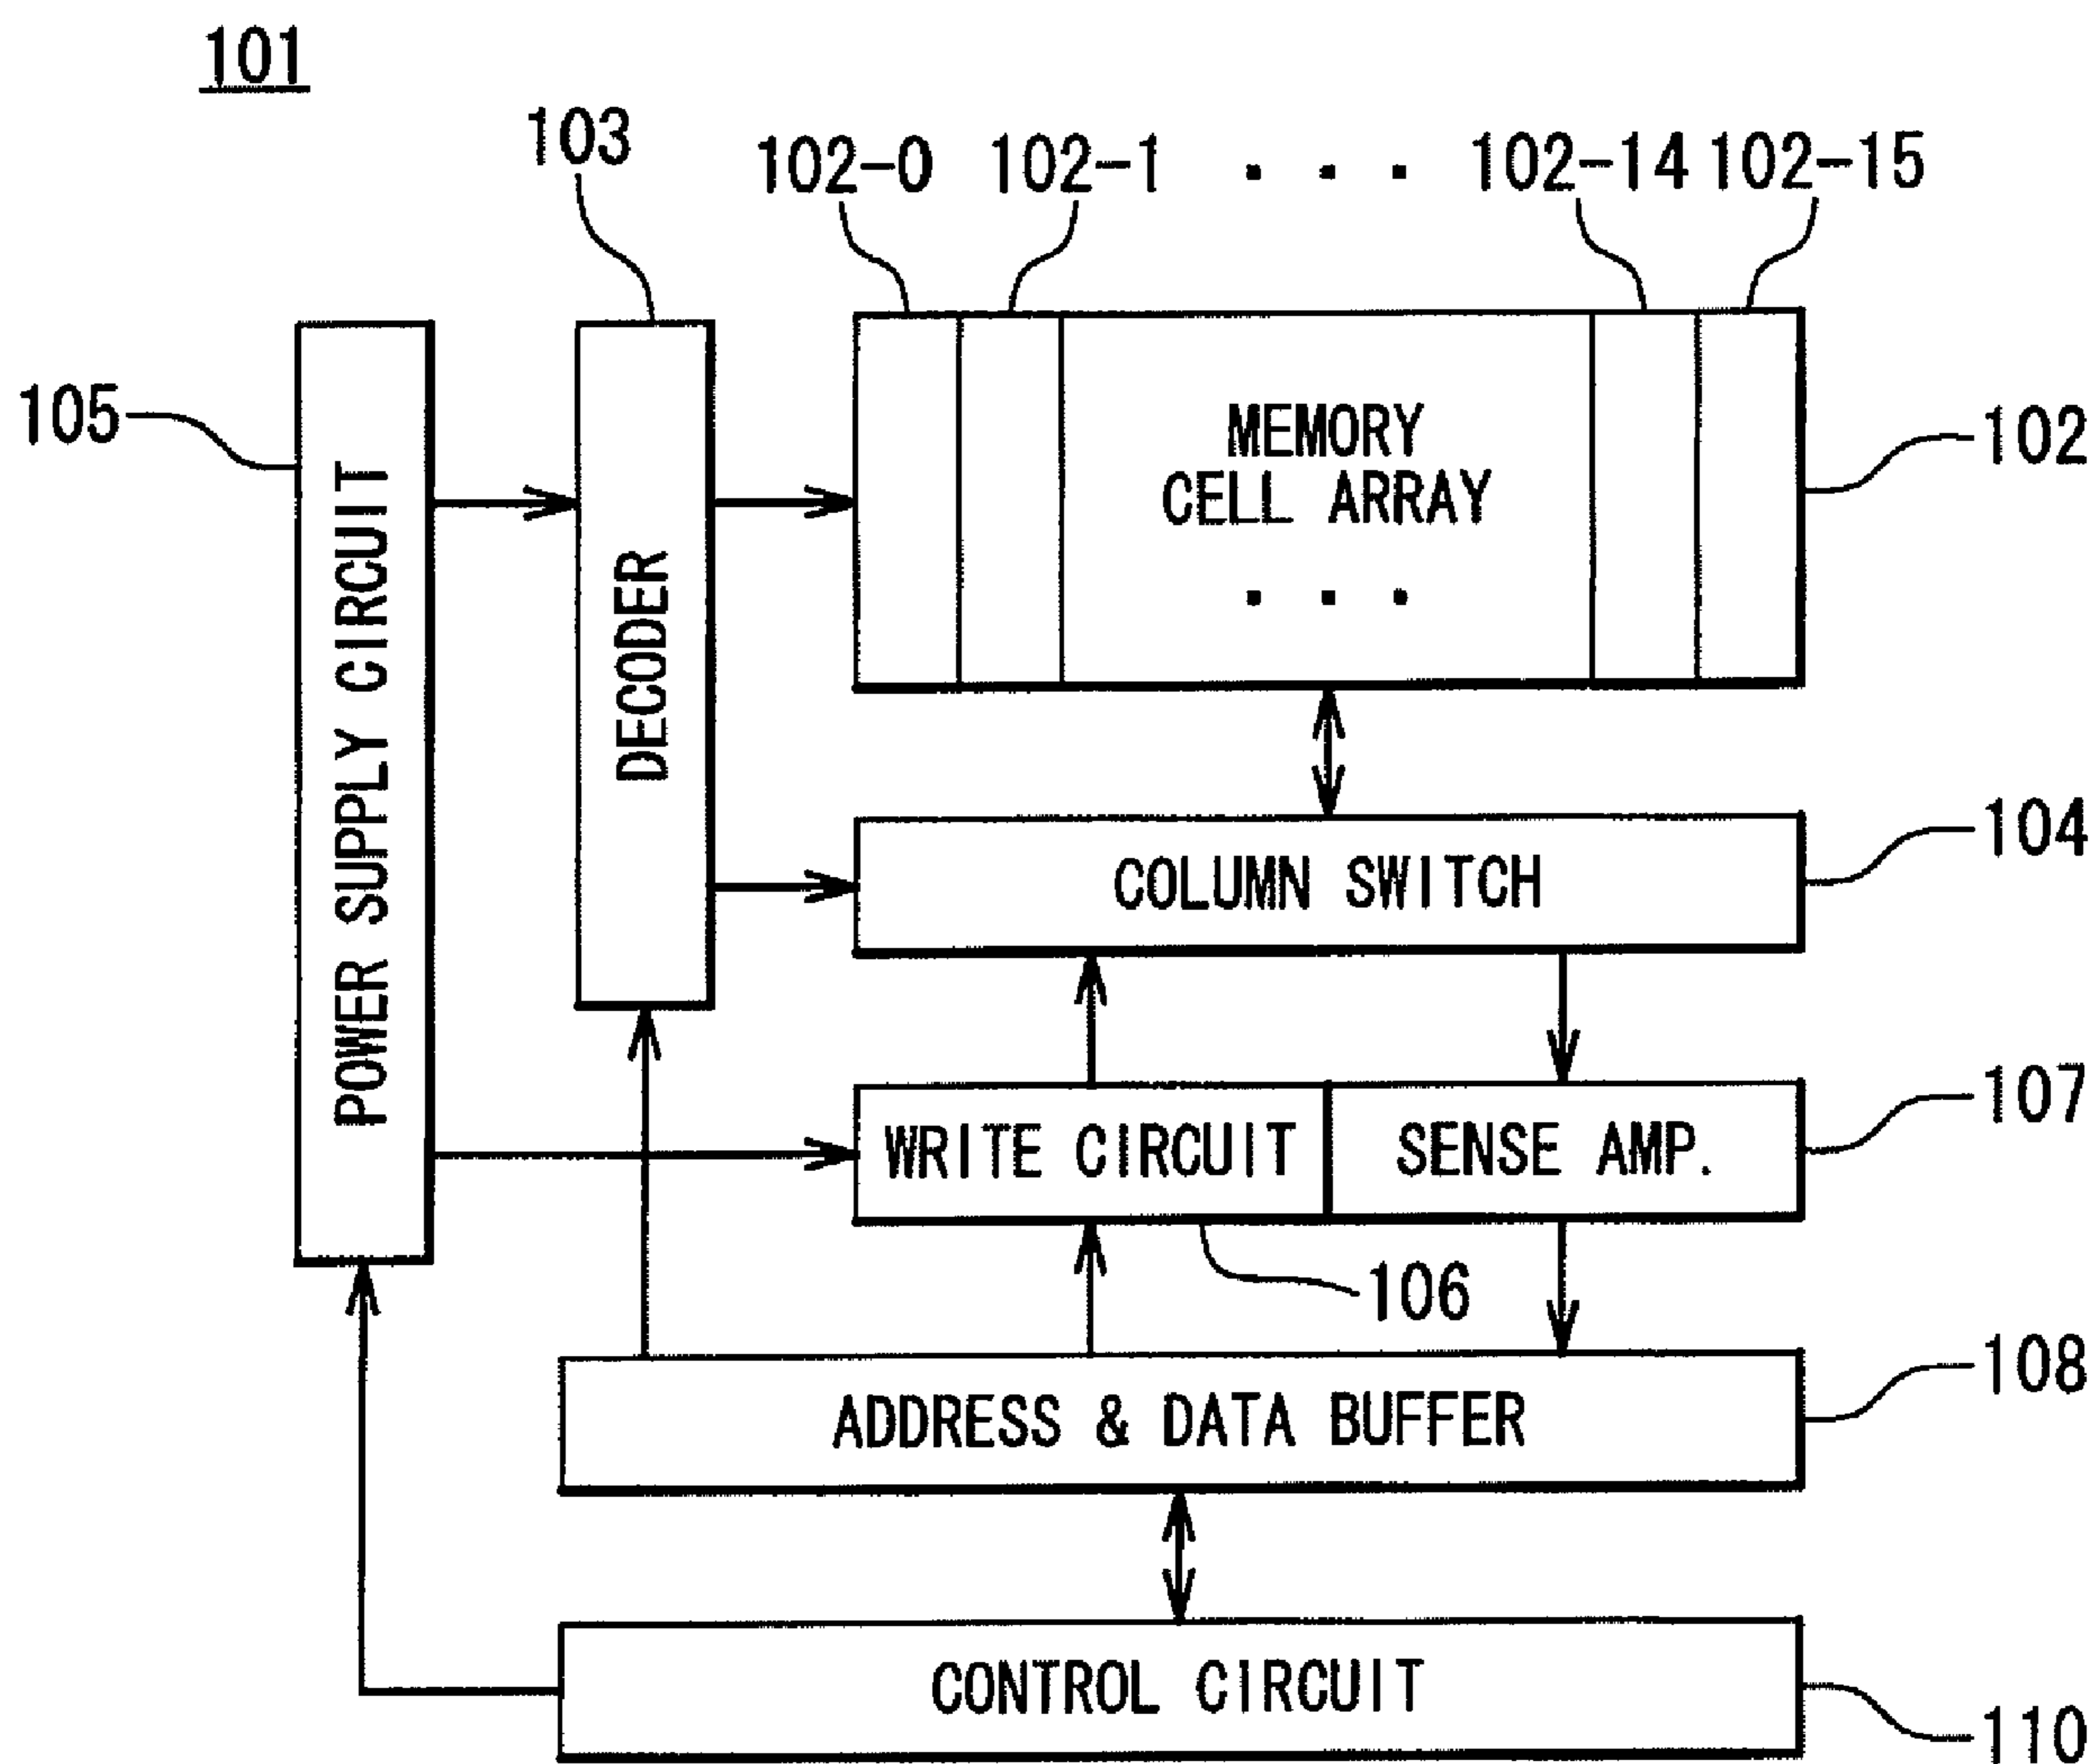 101
103
102-0 102-1 . . . 102-14 102-15
105
POWER SUPPLY CIRCUIT
DECODER
MEMORY
CELL ARRAY
. . .
102
COLUMN SWITCH
104
WRITE CIRCUIT
SENSE AMP.
107
106
ADDRESS & DATA BUFFER
108
CONTROL CIRCUIT
110